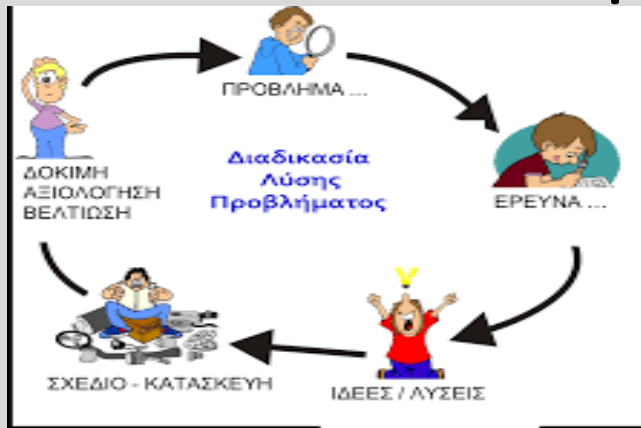 ΠΡΟΒΛΗΜΑ ...
Διαδικασία
Λύσης
Προβλήματος
ΕΡΕΥΝΑ ...
ΙΔΕΕΣ / ΛΥΣΕΙΣ
ΣΧΕΔΙΟ - ΚΑΤΑΣΚΕΥΗ
ΔΟΚΙΜΗ
ΑΞΙΟΛΟΓΗΣΗ
ΒΕΛΤΙΩΣΗ